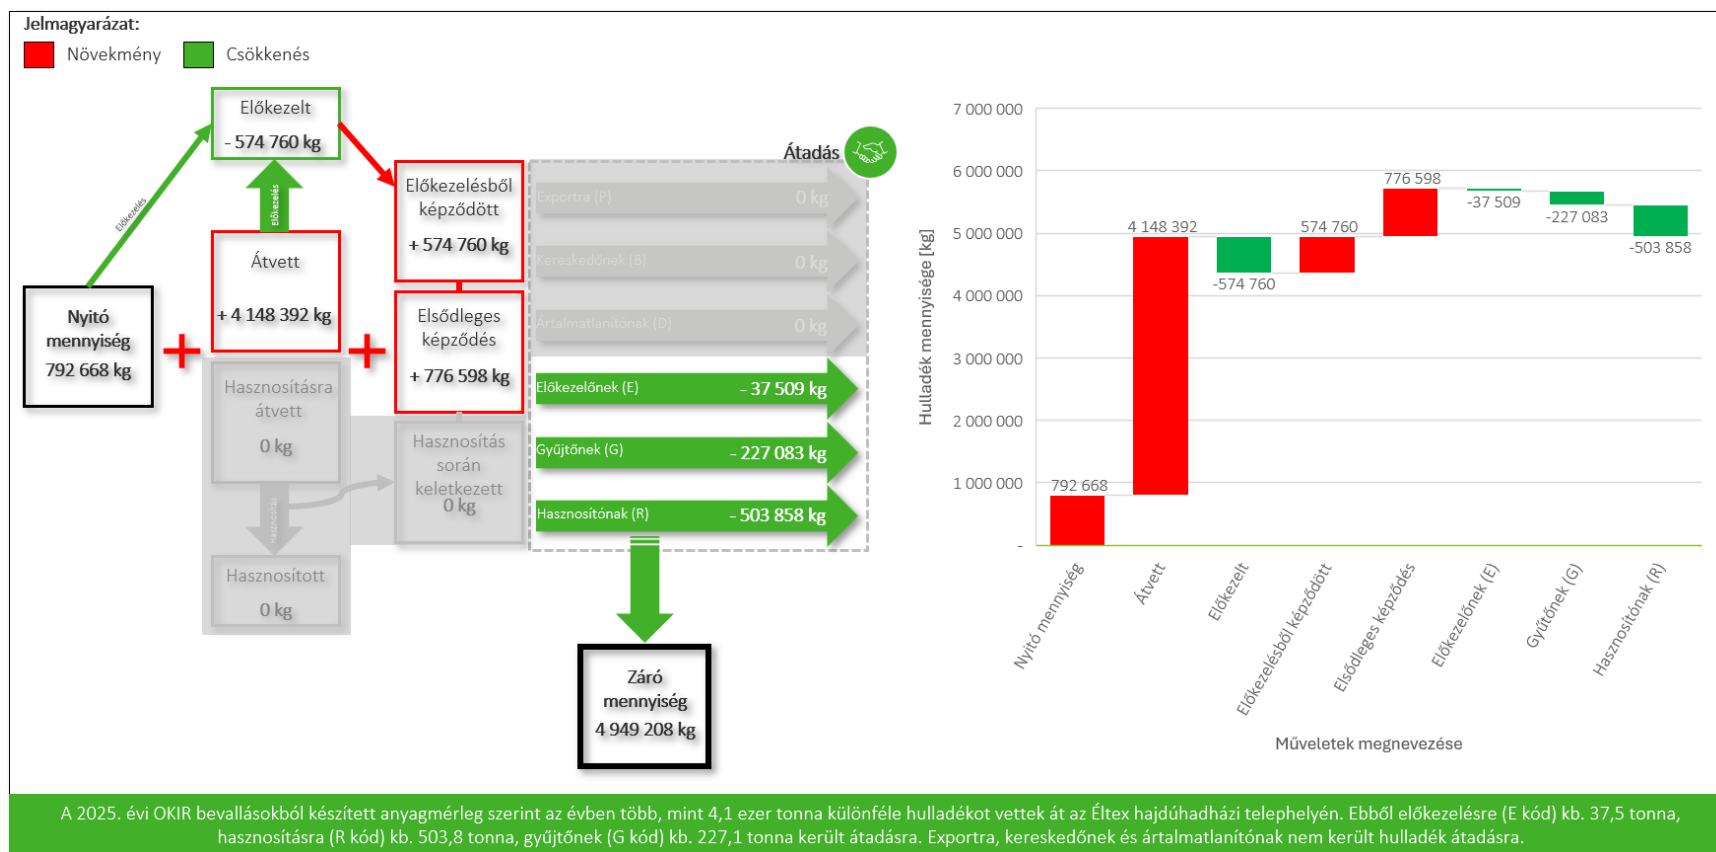 Jelmagyarázat:
Növekmény
Csökkenés
Előkezelt
- 574 760 kg
Előkezelés
Előkezelés
Átvett
+ 4 148 392 kg
Nyitó
mennyiség
792 668 kg
Előkezelésből
képződött
+ 574 760 kg
Elsődleges
képződés
+ 776 598 kg
Hasznosításra
átvett
0 kg
Hasznosítás
Hasznosított
0 kg
Hasznosítás
során
keletkezett
0 kg
Átadás
Exportra (P)
0 kg
Kereskedőnek (B)
0 kg
Ártalmatlanítónak (D)
0 kg
Előkezelőnek (E)
- 37 509 kg
Gyűjtőnek (G)
- 227 083 kg
Hasznosítónak (R)
- 503 858 kg
Záró
mennyiség
4 949 208 kg
Hulladék mennyisége [kg]
7 000 000
6 000 000
5 000 000
4 000 000
3 000 000
2 000 000
1 000 000
-
792 668
4 148 392
-574 760
574 760
776 598
-37 509
-227 083
-503 858
Nyitó mennyiség
Átvett
Előkezelt
Előkezelésből képződött
Elsődleges képződés
Előkezelőnek (E)
Gyűtőnek (G)
Hasznosítónak (R)
Műveletek megnevezése
A 2025. évi OKIR bevallásokból készített anyagmérleg szerint az évben több, mint 4,1 ezer tonna különféle hulladékot vettek át az Éltex hajdúhadházi telephelyén. Ebből előkezelésre (E kód) kb. 37,5 tonna,
hasznosításra (R kód) kb. 503,8 tonna, gyűjtőnek (G kód) kb. 227,1 tonna került átadásra. Exportra, kereskedőnek és ártalmatlanítónak nem került hulladék átadásra.